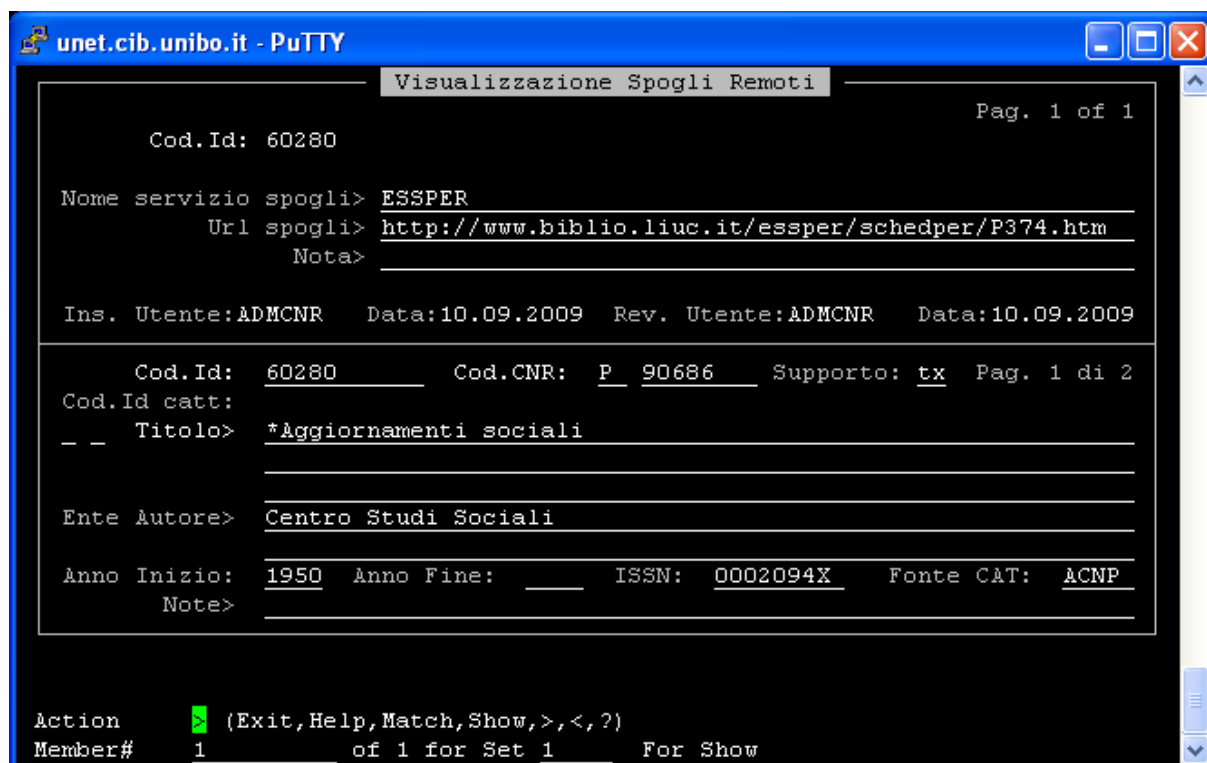 unet.cib.unibo.it - PuTTY
Visualizzazione Spogli Remoti
Pag. 1 of 1
Cod.Id: 60280
Nome servizio spogli> ESSPER
Url spogli> http://www.biblio.liuc.it/essper/schedper/P374.htm
Nota>
Ins. Utente:ADMCNR Data:10.09.2009 Rev. Utente:ADMCNR Data:10.09.2009
Cod.Id: 60280 Cod.CNR: P 90686 Supporto: tx Pag. 1 di 2
Cod.Id catt:
_ _ Titolo> *Aggiornamenti sociali
Ente Autore> Centro Studi Sociali
Anno Inizio: 1950 Anno Fine: ISSN: 0002094X Fonte CAT: ACNP
Note>
Action > (Exit,Help,Match,Show,>,<,?)
Member# 1 of 1 for Set 1 For Show